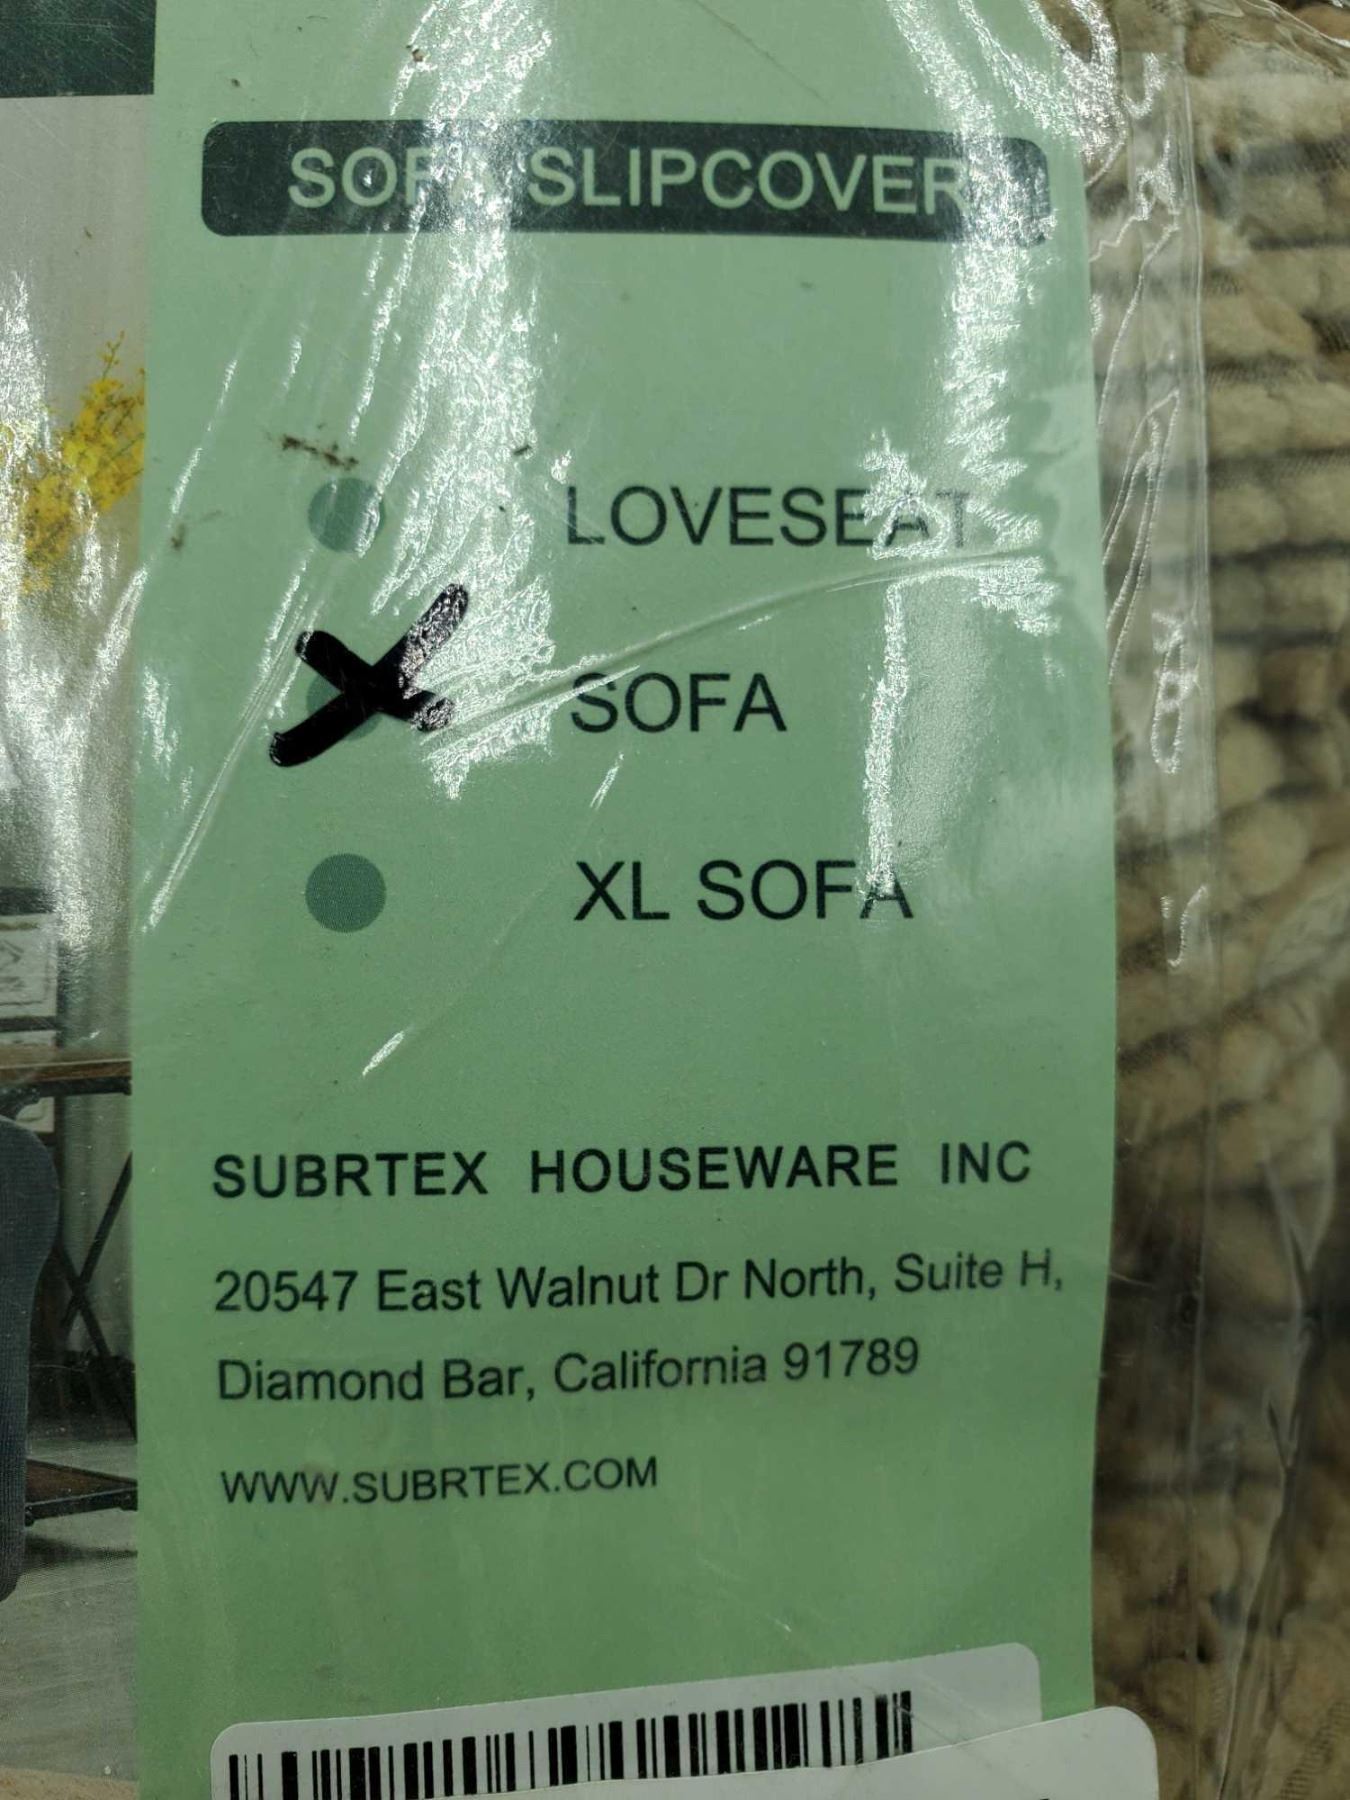 SOFA SLIPCOVER
LOVESEAT
SOFA
XL SOFA
SUBRTEX HOUSEWARE INC
20547 East Walnut Dr North, Suite H,
Diamond Bar, California 91789
WWW.SUBRTEX.COM